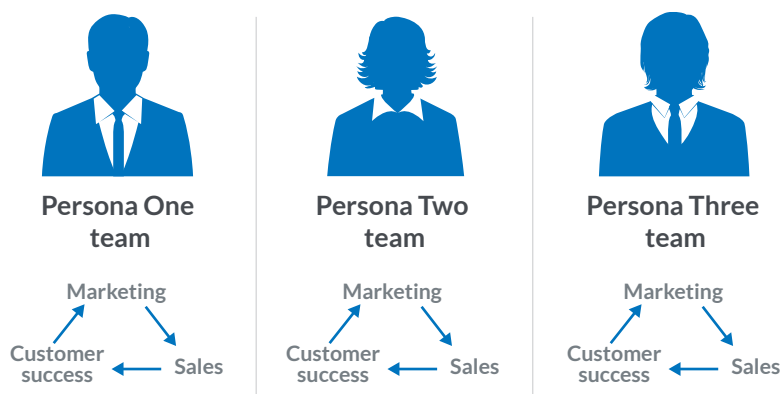 Persona One
team
Marketing
Customer
success
Sales
Persona Two
team
Marketing
Customer
success
Sales
Persona Three
team
Marketing
Customer
success
Sales